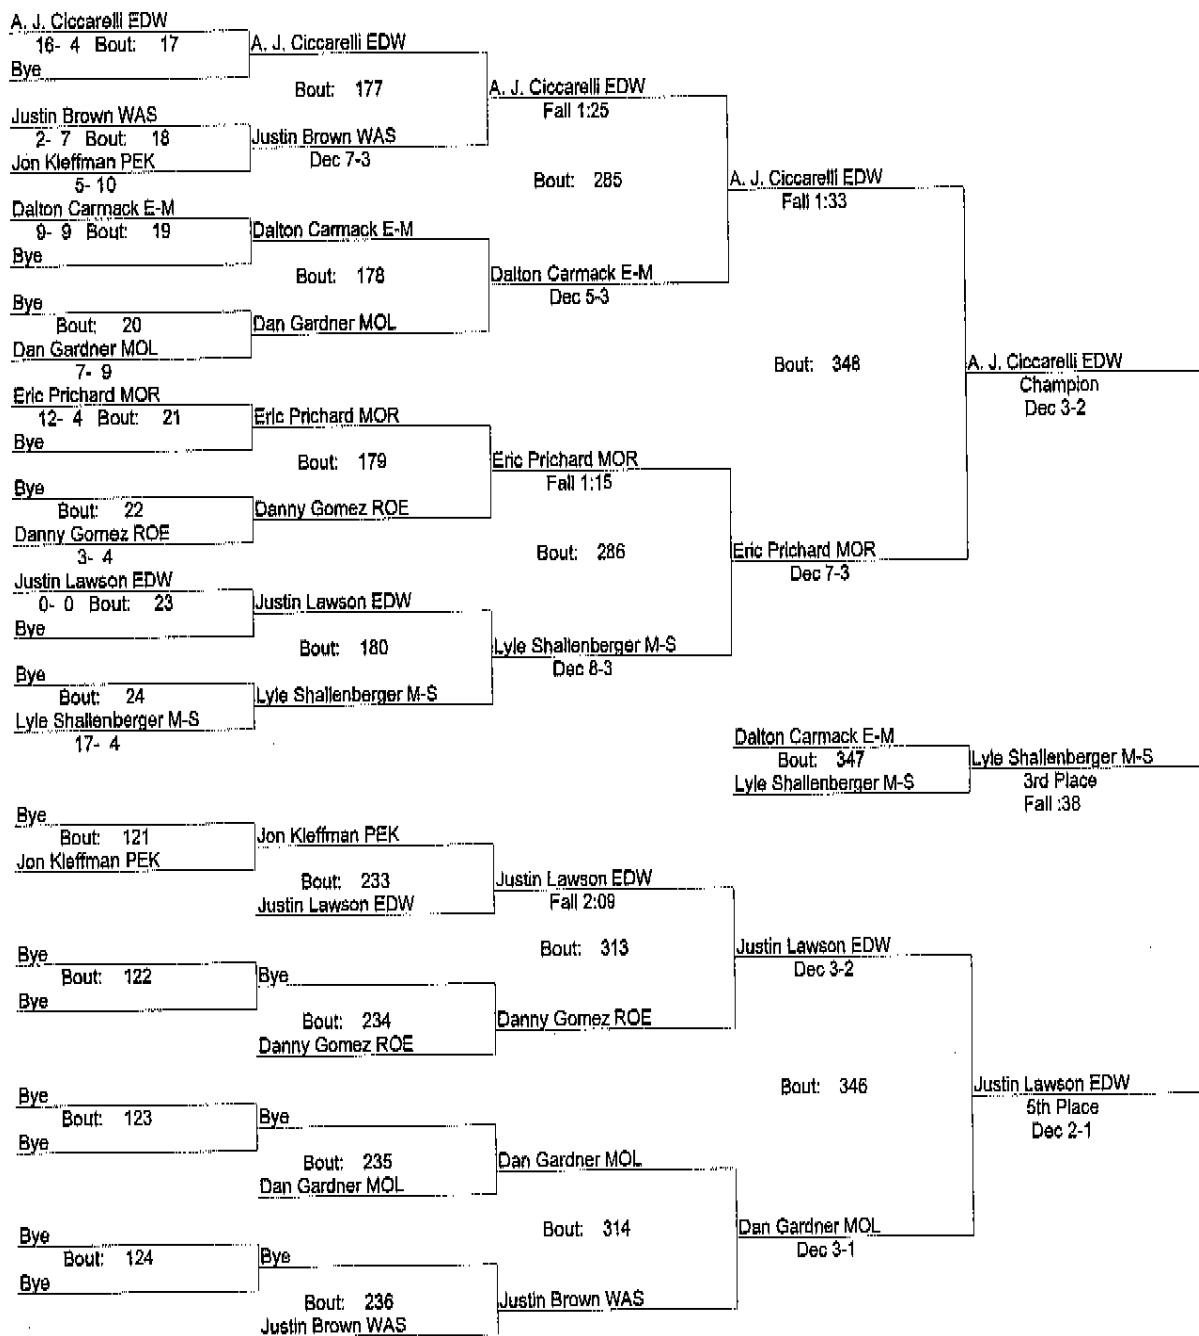 A. J. Ciccarelli EDW
16- 4 Bout: 17
Bye
A. J. Ciccarelli EDW
Bout: 177
A. J. Ciccarelli EDW
Fall 1:25
Justin Brown WAS
2- 7 Bout: 18
Jon Kleffman PEK
5- 10
Justin Brown WAS
Dec 7-3
Bout: 285
A. J. Ciccarelli EDW
Fall 1:33
Dalton Carmack E-M
9- 9 Bout: 19
Bye
Dalton Carmack E-M
Bout: 178
Dalton Carmack E-M
Dec 5-3
Bye
Bout: 20
Dan Gardner MOL
7- 9
Dan Gardner MOL
Bout: 348
A. J. Ciccarelli EDW
Champion
Dec 3-2
Eric Prichard MOR
12- 4 Bout: 21
Bye
Eric Prichard MOR
Bout: 179
Eric Prichard MOR
Fall 1:15
Bye
Bout: 22
Danny Gomez ROE
3- 4
Danny Gomez ROE
Bout: 286
Eric Prichard MOR
Dec 7-3
Justin Lawson EDW
0- 0 Bout: 23
Bye
Justin Lawson EDW
Bout: 180
Lyle Shallenberger M-S
Dec 8-3
Bye
Bout: 24
Lyle Shallenberger M-S
17- 4
Lyle Shallenberger M-S
Dalton Carmack E-M
Bout: 347
Lyle Shallenberger M-S
Lyle Shallenberger M-S
3rd Place
Fall :38
Bye
Bout: 121
Jon Kleffman PEK
Jon Kleffman PEK
Bout: 233
Justin Lawson EDW
Justin Lawson EDW
Fall 2:09
Bout: 313
Justin Lawson EDW
Dec 3-2
Bye
Bout: 122
Bye
Bye
Bout: 234
Danny Gomez ROE
Danny Gomez ROE
Bout: 346
Justin Lawson EDW
5th Place
Dec 2-1
Bye
Bout: 123
Bye
Bye
Bout: 235
Dan Gardner MOL
Dan Gardner MOL
Bout: 314
Dan Gardner MOL
Dec 3-1
Bye
Bout: 124
Bye
Bye
Bout: 236
Justin Brown WAS
Justin Brown WAS